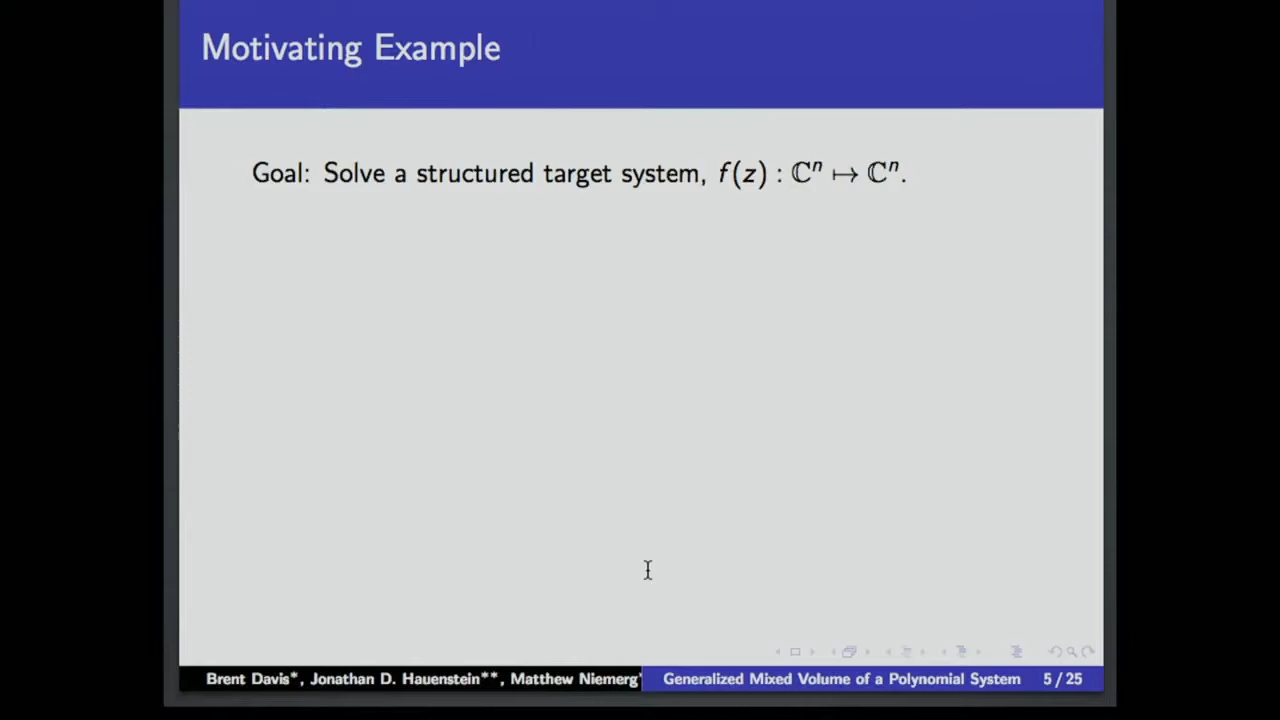 Motivating Example
Goal: Solve a structured target system, f(z) : ℂⁿ ↦ ℂⁿ.
Brent Davis*, Jonathan D. Hauenstein**, Matthew Niemerg* Generalized Mixed Volume of a Polynomial System 5 / 25